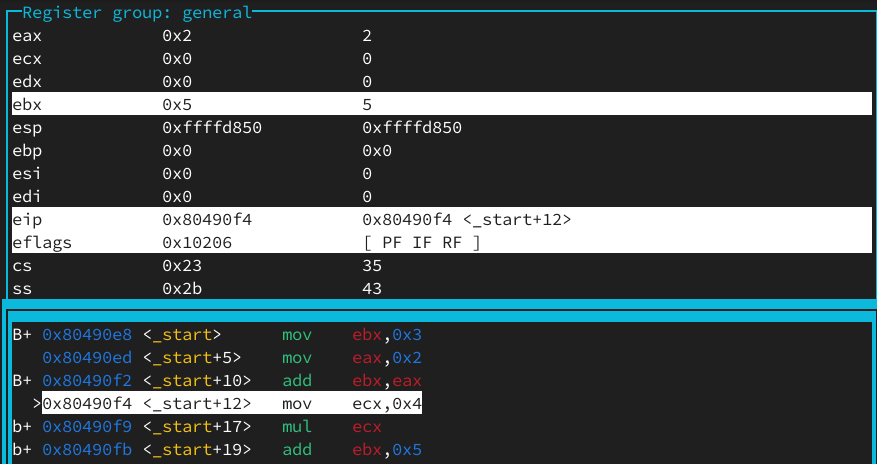 Register group: general
eax 0x2 2
ecx 0x0 0
edx 0x0 0
ebx 0x5 5
esp 0xffffd850 0xffffd850
ebp 0x0 0x0
esi 0x0 0
edi 0x0 0
eip 0x80490f4 0x80490f4 <_start+12>
eflags 0x10206 [ PF IF RF ]
cs 0x23 35
ss 0x2b 43
B+ 0x80490e8 <_start> mov ebx,0x3
0x80490ed <_start+5> mov eax,0x2
B+ 0x80490f2 <_start+10> add ebx,eax
>0x80490f4 <_start+12> mov ecx,0x4
b+ 0x80490f9 <_start+17> mul ecx
b+ 0x80490fb <_start+19> add ebx,0x5